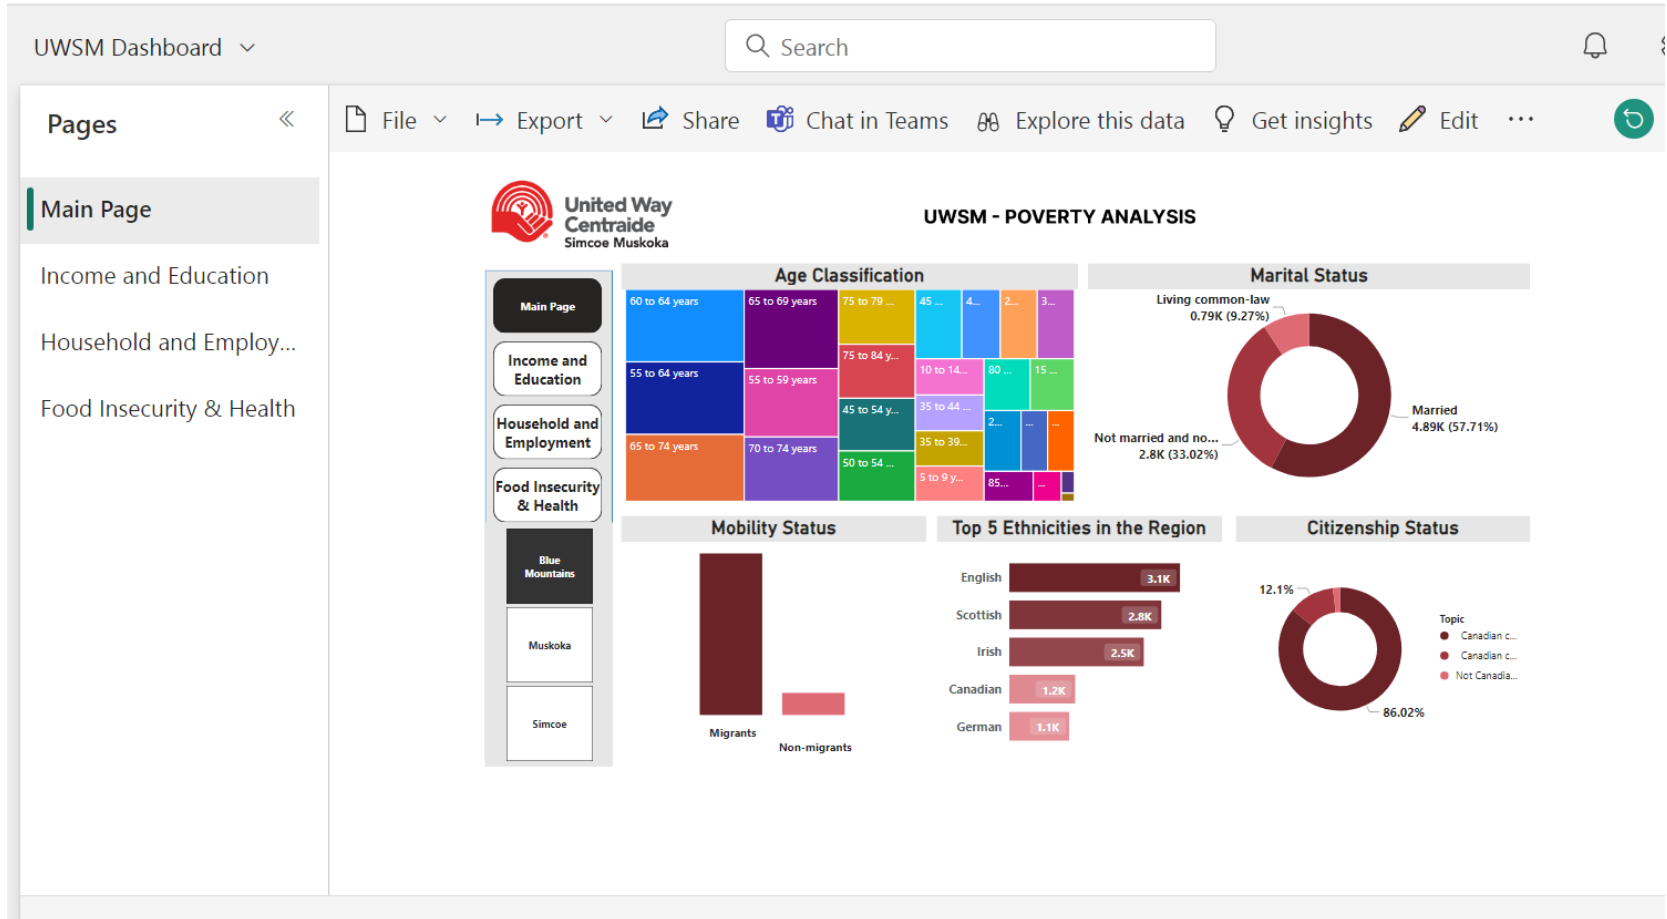 UWSM Dashboard
Search
Pages
File
Export
Share
Chat in Teams
Explore this data
Get insights
Edit
...
Main Page
Income and Education
Household and Employ...
Food Insecurity & Health
United Way
Centraide
Simcoe Muskoka
UWSM - POVERTY ANALYSIS
Main Page
Income and
Education
Household and
Employment
Food Insecurity
& Health
Blue
Mountains
Muskoka
Simcoe
Age Classification
60 to 64 years
55 to 64 years
65 to 74 years
65 to 69 years
55 to 59 years
70 to 74 years
75 to 79 ...
75 to 84 y...
45 to 54 y...
50 to 54 ...
45 ...
4...
2...
3...
10 to 14...
35 to 44 ...
35 to 39...
5 to 9 y...
80 ...
15 ...
2...
...
...
85...
...
Marital Status
Living common-law
0.79K (9.27%)
Married
4.89K (57.71%)
Not married and no...
2.8K (33.02%)
Mobility Status
Migrants
Non-migrants
Top 5 Ethnicities in the Region
English
3.1K
Scottish
2.8K
Irish
2.5K
Canadian
1.2K
German
1.1K
Citizenship Status
12.1%
86.02%
Topic
Canadian c...
Canadian c...
Not Canadia...